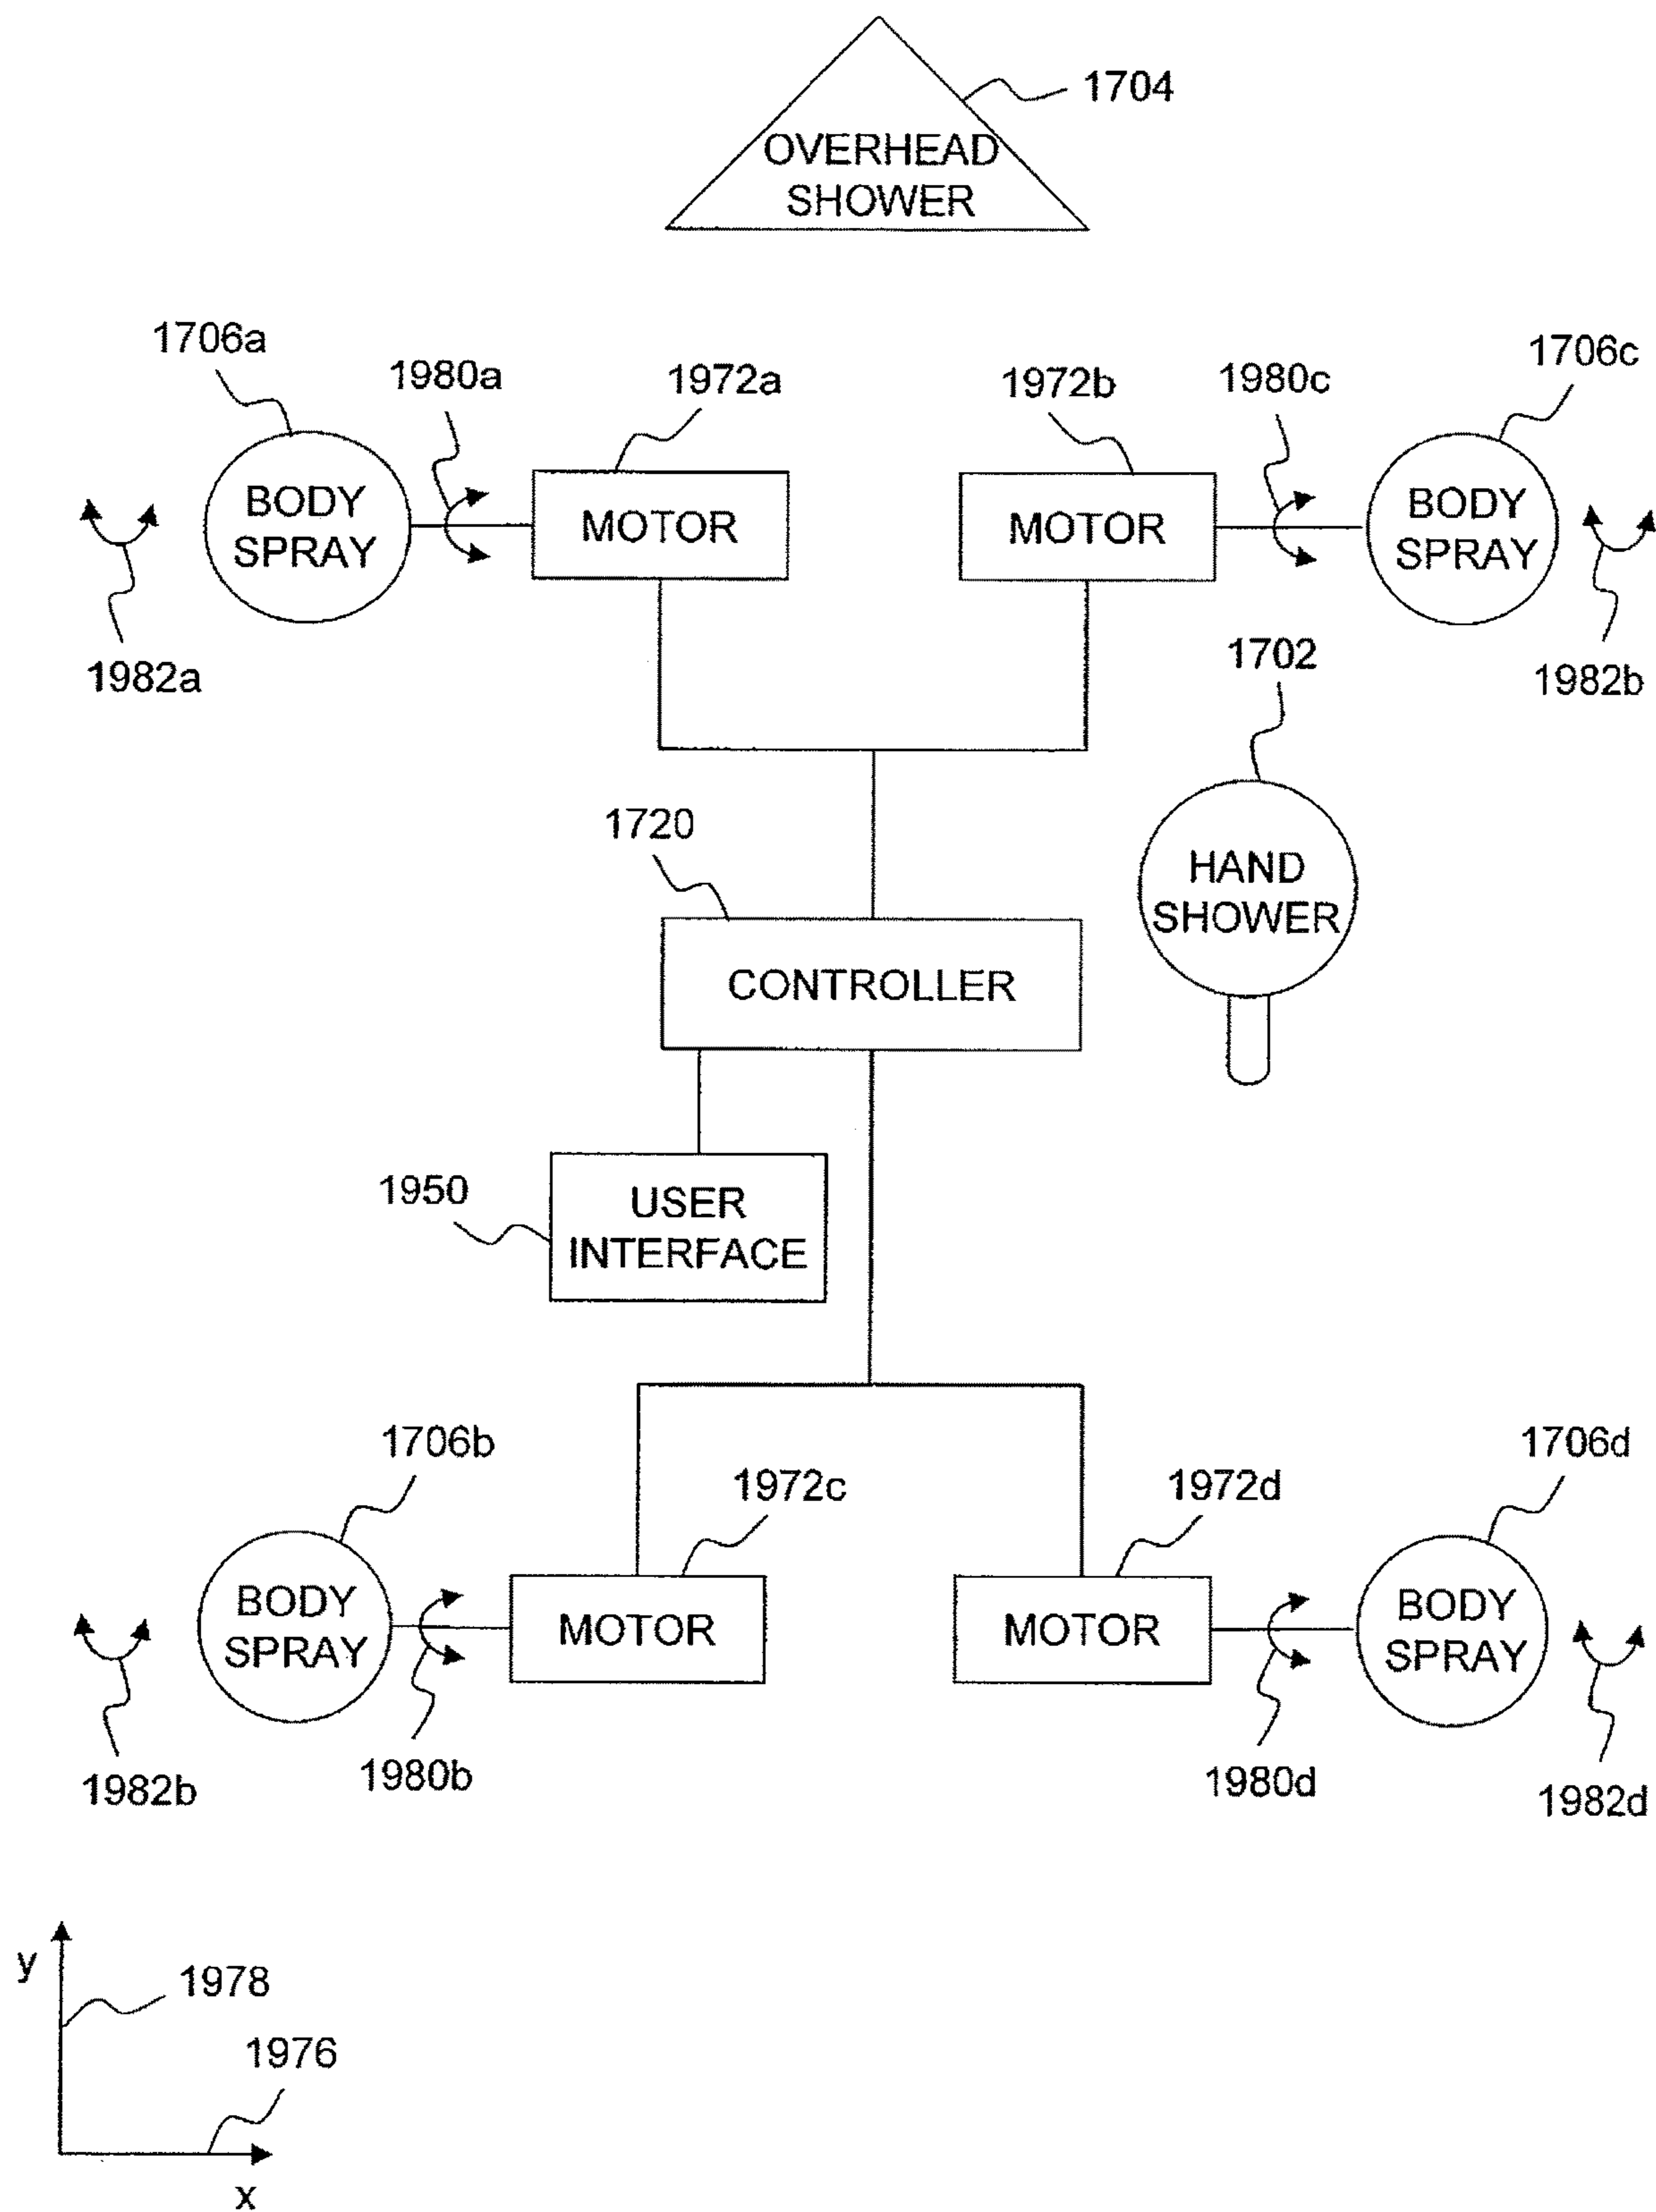 1704
OVERHEAD
SHOWER
1706a
1980a
1972a
1972b
1980c
1706c
BODY
SPRAY
MOTOR
MOTOR
BODY
SPRAY
1982a
1702
1982b
1720
HAND
SHOWER
CONTROLLER
1950
USER
INTERFACE
1706b
1972c
1972d
1706d
BODY
SPRAY
MOTOR
MOTOR
BODY
SPRAY
1982b
1980b
1980d
1982d
y
1978
1976
x